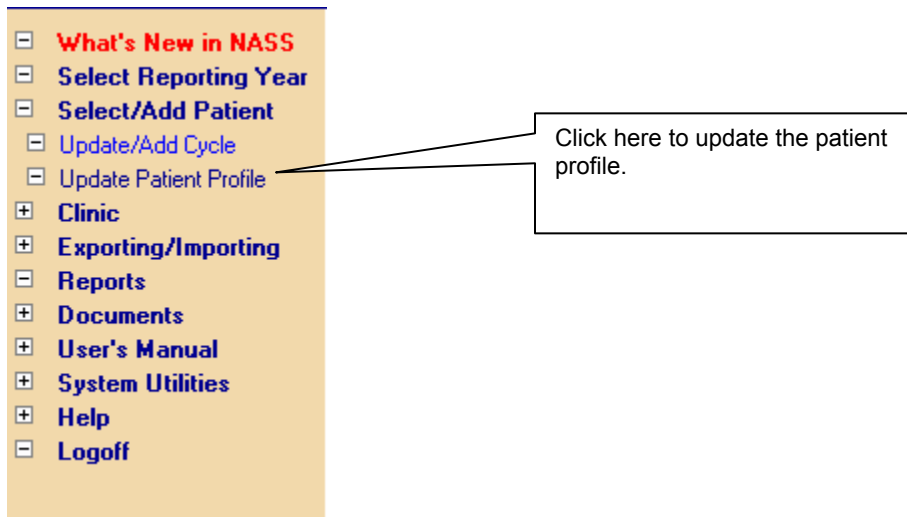 What's New in NASS
Select Reporting Year
Select/Add Patient
Update/Add Cycle
Update Patient Profile
Clinic
Exporting/Importing
Reports
Documents
User's Manual
System Utilities
Help
Logoff
Click here to update the patient
profile.